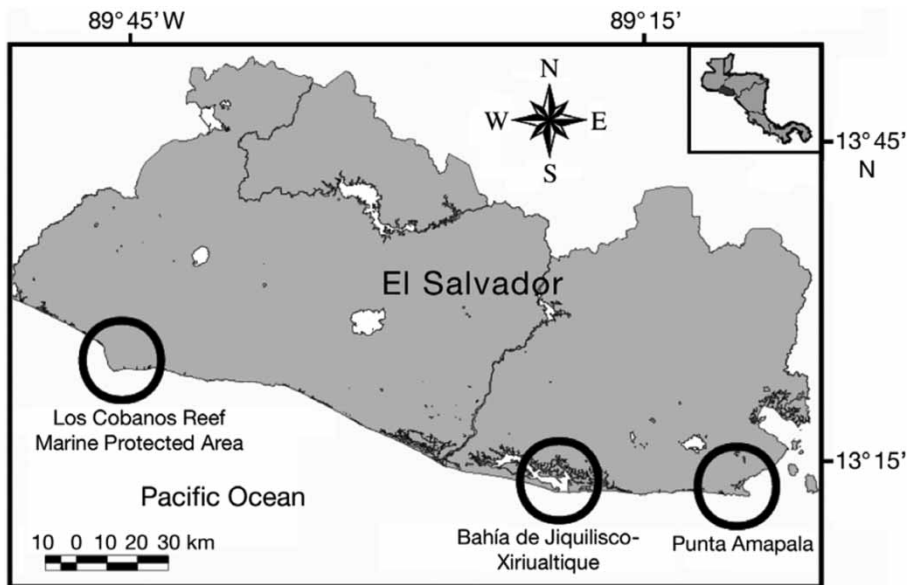 89°45’ W
89°15’
N
W E
S
13°45’
N
El Salvador
Los Cobanos Reef
Marine Protected Area
13°15’
Pacific Ocean
Bahía de Jiquilisco-
Xiriualtique
Punta Amapala
10 0 10 20 30 km